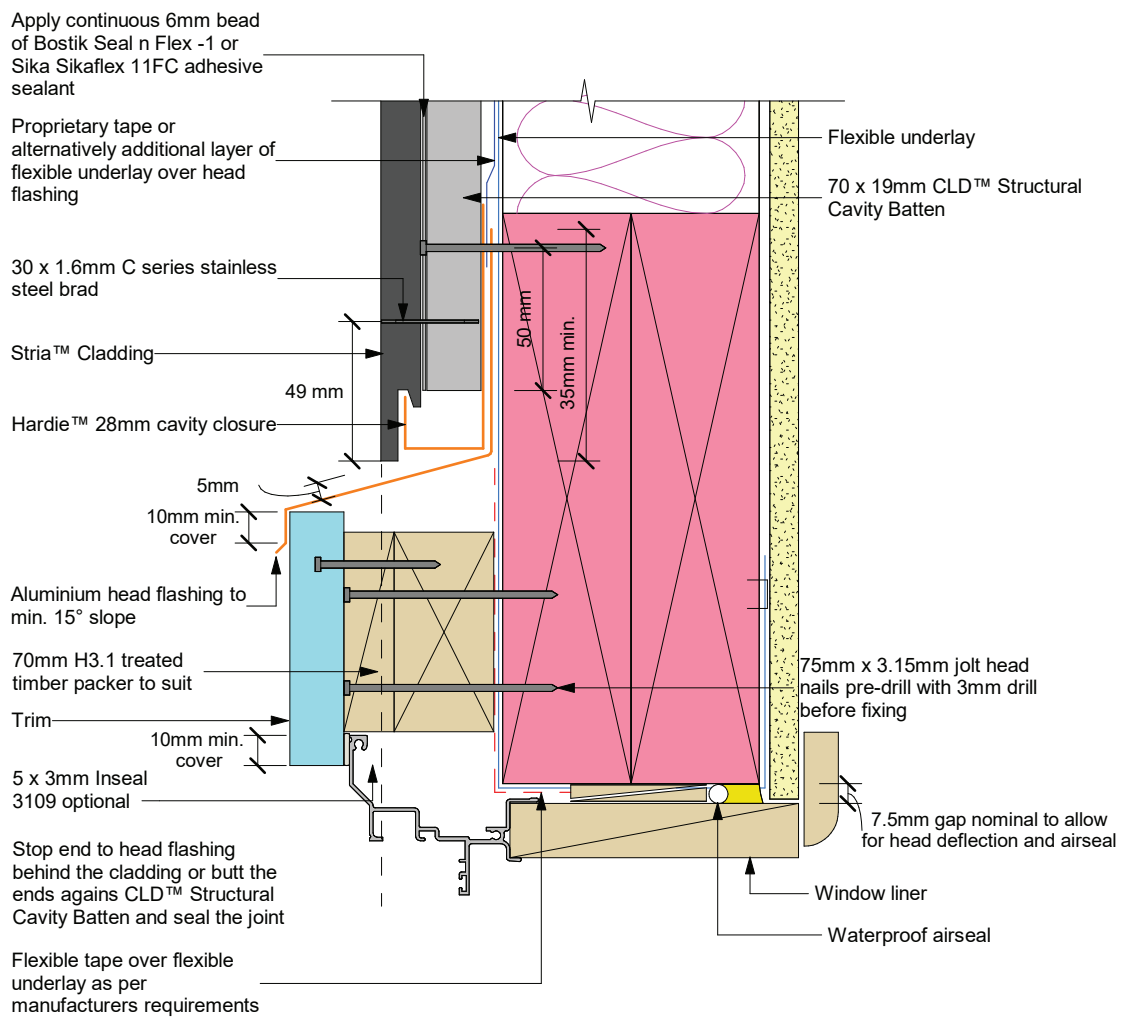 Apply continuous 6mm bead
of Bostik Seal n Flex -1 or
Sika Sikaflex 11FC adhesive
sealant
Proprietary tape or
alternatively additional layer of
flexible underlay over head
flashing
30 x 1.6mm C series stainless
steel brad
Stria™ Cladding
49 mm
Hardie™ 28mm cavity closure
5mm
10mm min.
cover
Aluminium head flashing to
min. 15° slope
70mm H3.1 treated
timber packer to suit
Trim
10mm min.
cover
5 x 3mm Inseal
3109 optional
Stop end to head flashing
behind the cladding or butt the
ends agains CLD™ Structural
Cavity Batten and seal the joint
Flexible tape over flexible
underlay as per
manufacturers requirements
50 mm
35mm min.
Flexible underlay
70 x 19mm CLD™ Structural
Cavity Batten
75mm x 3.15mm jolt head
nails pre-drill with 3mm drill
before fixing
7.5mm gap nominal to allow
for head deflection and airseal
Window liner
Waterproof airseal